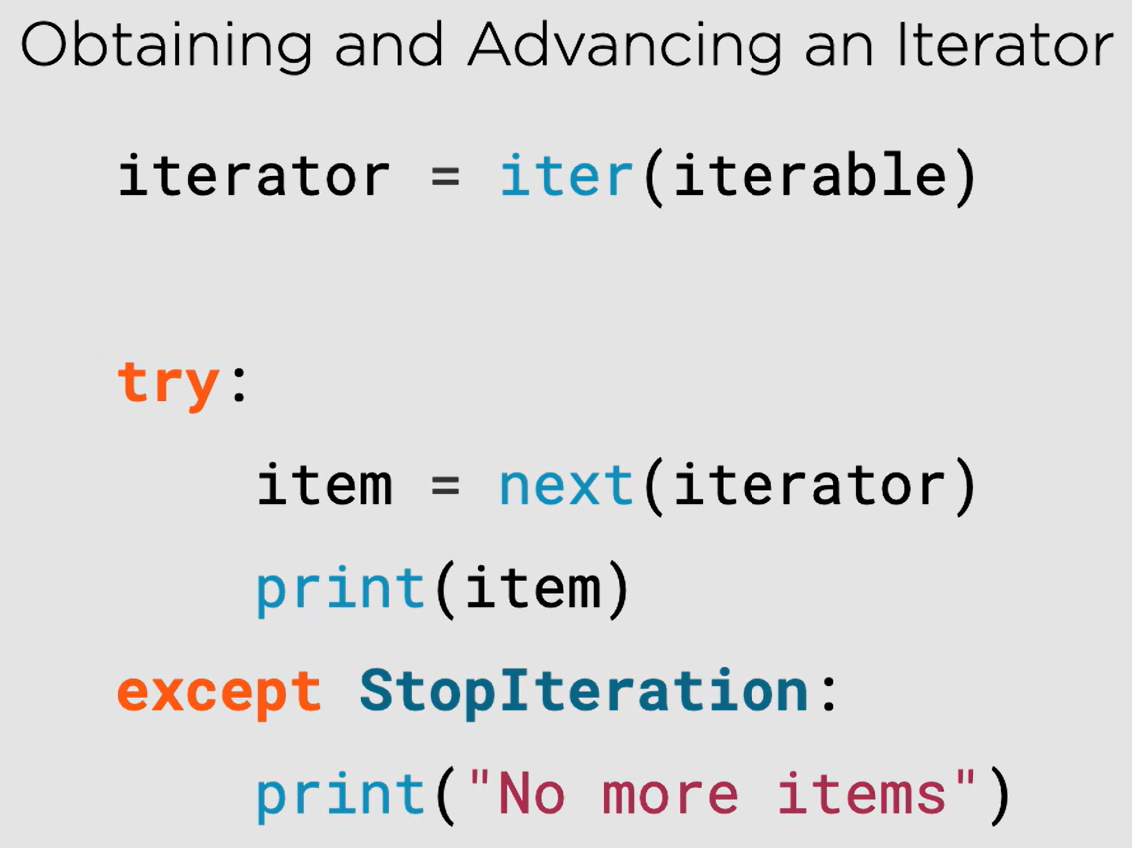 Obtaining and Advancing an Iterator
iterator = iter(iterable)
try:
    item = next(iterator)
    print(item)
except StopIteration:
    print("No more items")